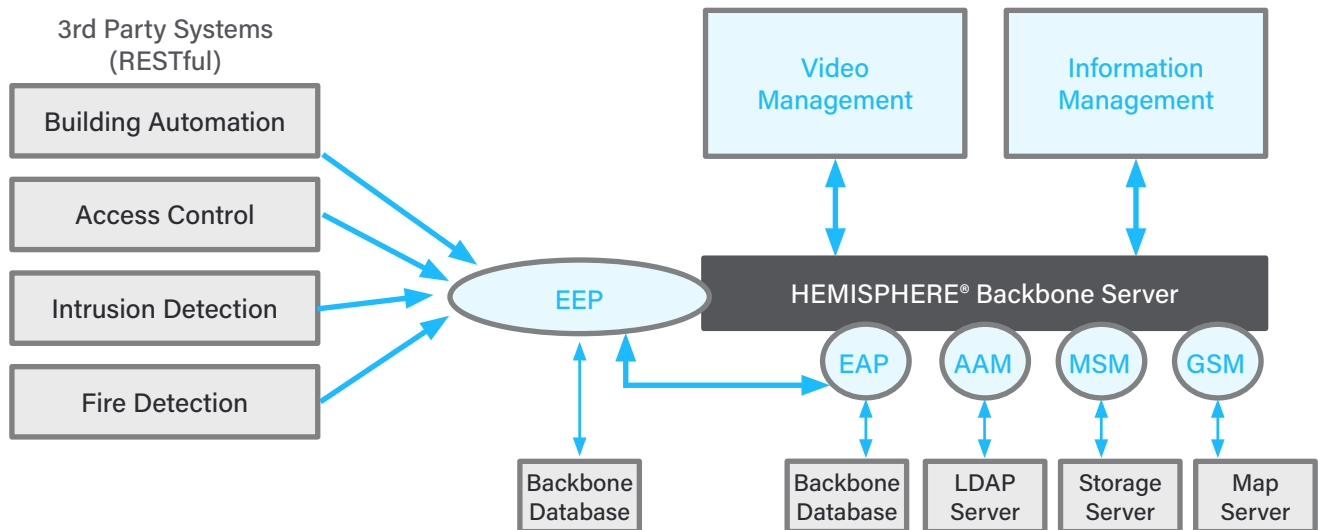 3rd Party Systems
(RESTful)
Building Automation
Access Control
Intrusion Detection
Fire Detection
Video
Management
Information
Management
EEP
HEMISPHERE® Backbone Server
EAP
AAM
MSM
GSM
Backbone
Database
Backbone
Database
LDAP
Server
Storage
Server
Map
Server